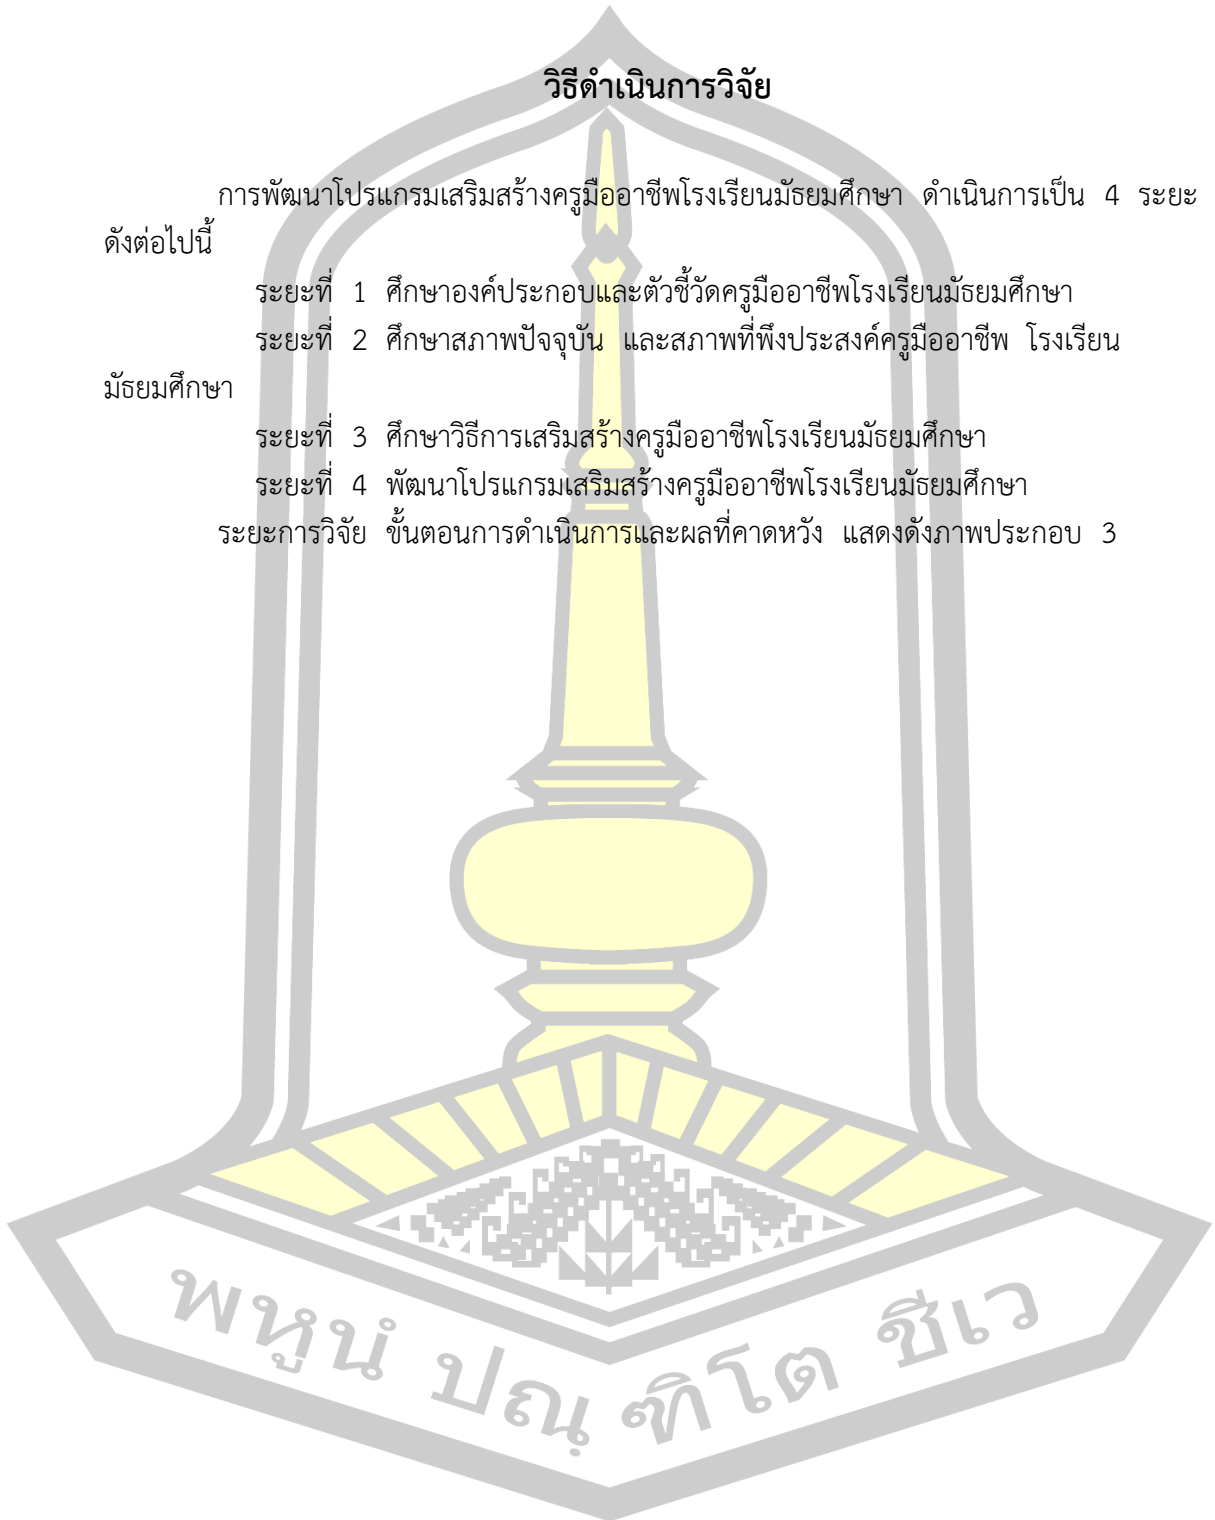 วิธีดำเนินการวิจัย
การพัฒนาโปรแกรมเสริมสร้างครูมืออาชีพโรงเรียนมัธยมศึกษา ดำเนินการเป็น 4 ระยะ
ดังต่อไปนี้
ระยะที่ 1 ศึกษาองค์ประกอบและตัวชี้วัดครูมืออาชีพโรงเรียนมัธยมศึกษา
ระยะที่ 2 ศึกษาสภาพปัจจุบัน และสภาพที่พึงประสงค์ครูมืออาชีพ โรงเรียน
มัธยมศึกษา
ระยะที่ 3 ศึกษาวิธีการเสริมสร้างครูมืออาชีพโรงเรียนมัธยมศึกษา
ระยะที่ 4 พัฒนาโปรแกรมเสริมสร้างครูมืออาชีพโรงเรียนมัธยมศึกษา
ระยะการวิจัย ขั้นตอนการดำเนินการและผลที่คาดหวัง แสดงดังภาพประกอบ 3
พหูนํ ปณฺ ฑิโต ชีเว